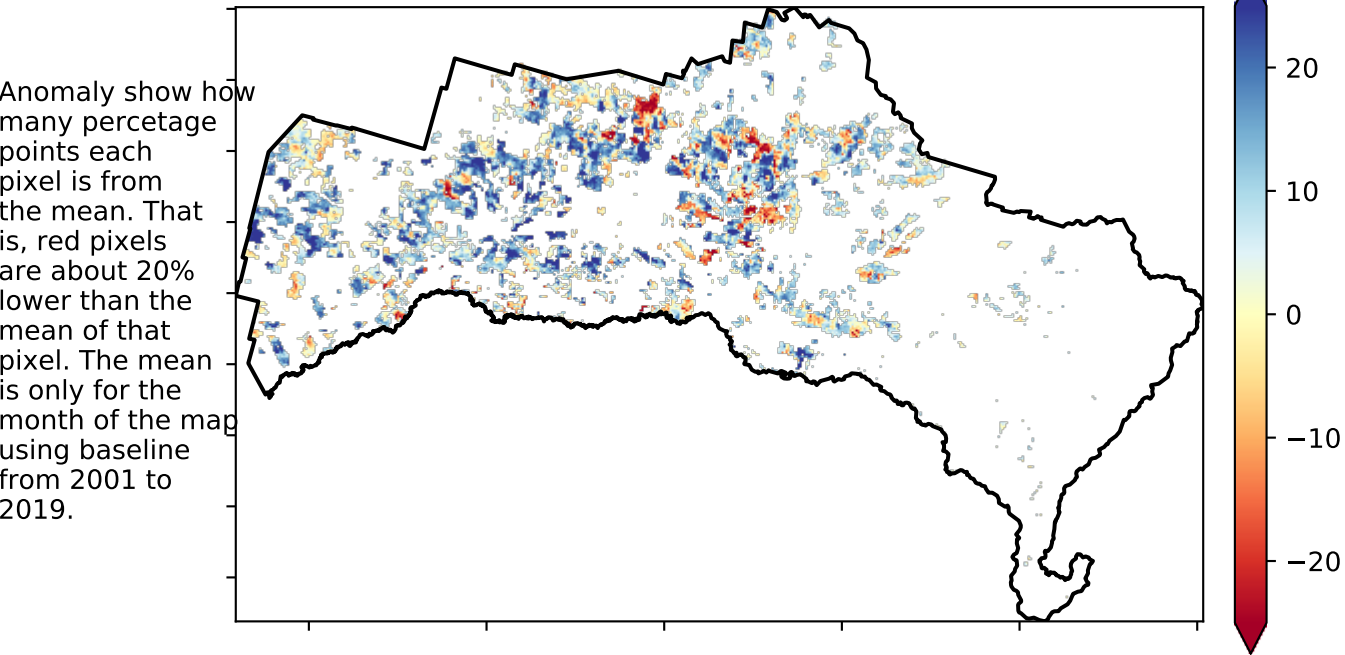 Anomaly show how
many percetage
points each
pixel is from
the mean. That
is, red pixels
are about 20%
lower than the
mean of that
pixel. The mean
is only for the
month of the map
using baseline
from 2001 to
2019.
20
10
0
−10
−20